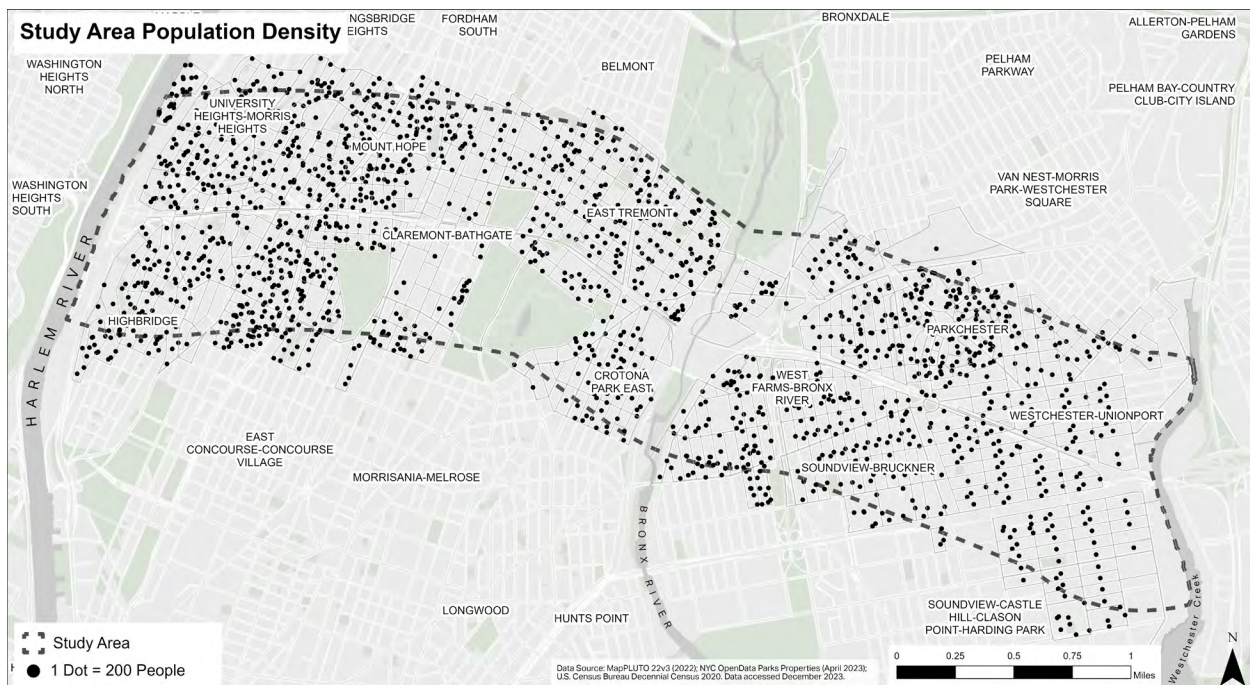 Study Area Population Density
NGSBRIDGE
EIGHTS
FORDHAM
SOUTH
BRONXDALE
ALLERTON-PELHAM
GARDENS
WASHINGTON
HEIGHTS
NORTH
BELMONT
PELHAM
PARKWAY
PELHAM BAY-COUNTRY
CLUB-CITY ISLAND
UNIVERSITY
HEIGHTS-MORRIS
HEIGHTS
MOUNT HOPE
VAN NEST-MORRIS
PARK-WESTCHESTER
SQUARE
WASHINGTON
HEIGHTS
SOUTH
EAST TREMONT
CLAREMONT-BATHGATE
HARLEM RIVER
HIGHBRIDGE
PARKCHESTER
CROTONA
PARK EAST
WEST
FARMS-BRONX
RIVER
WESTCHESTER-UNIONPORT
EAST
CONCOURSE-CONCOURSE
VILLAGE
MORRISANIA-MELROSE
SOUNDVIEW-BRUCKNER
BRONX RIVER
LONGWOOD
HUNTS POINT
SOUNDVIEW-CASTLE
HILL-CLASON
POINT-HARDING PARK
Westchester Creek
Study Area
1 Dot = 200 People
Data Source: MapPLUTO 22v3 (2022); NYC OpenData Parks Properties (April 2023);
U.S. Census Bureau Decennial Census 2020. Data accessed December 2023.
0 0.25 0.5 0.75 1
Miles
N